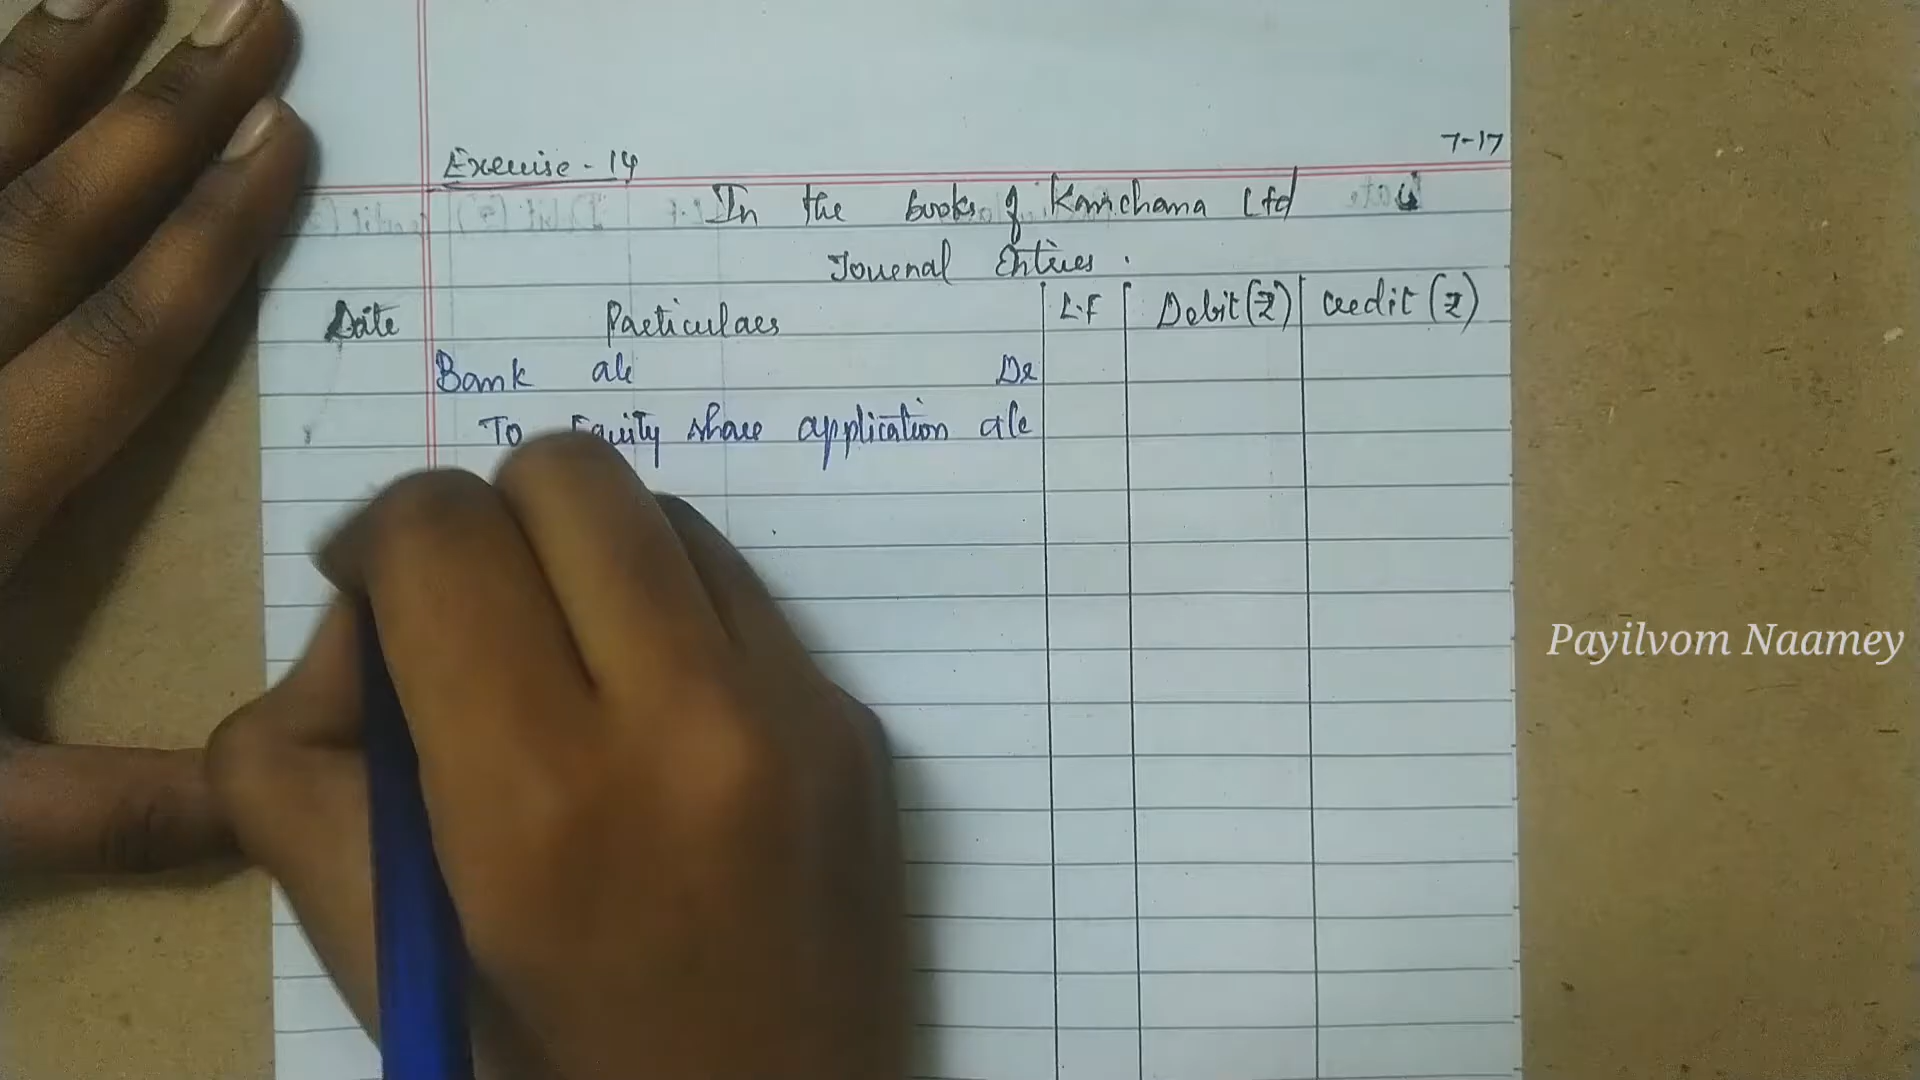 7-17
Exercise - 14
In the books of Kanchana Ltd
Journal Entries.
Date Particulars L.F Debit (₹) credit (₹)
Bank a/c Dr
To Equity share application a/c
Payilvom Naamey